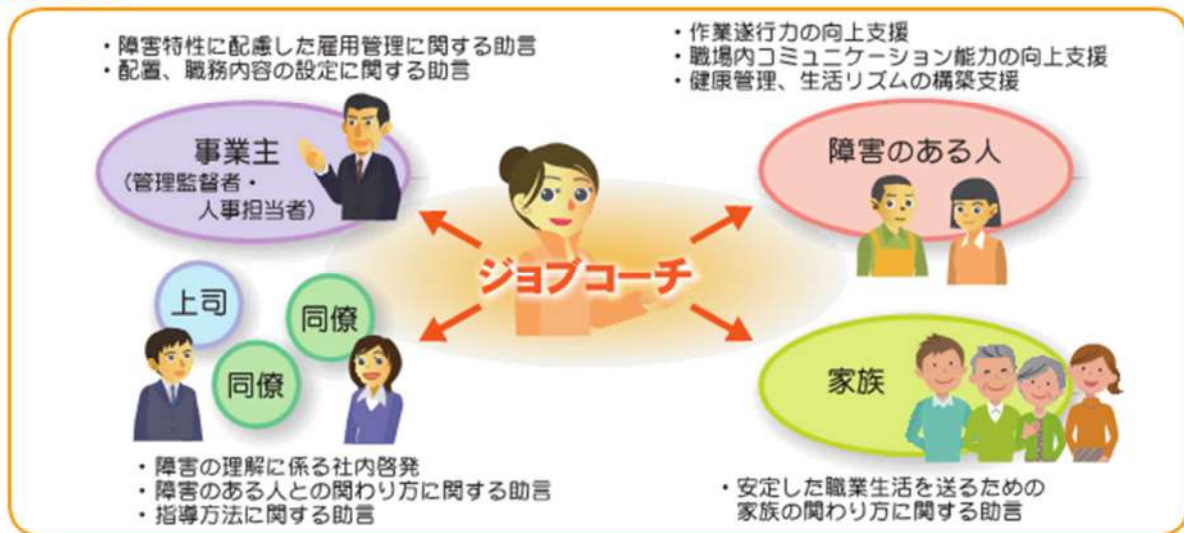 ・障害特性に配慮した雇用管理に関する助言
・配置、職務内容の設定に関する助言
事業主
（管理監督者・
人事担当者）
・作業遂行力の向上支援
・職場内コミュニケーション能力の向上支援
・健康管理、生活リズムの構築支援
障害のある人
ジョブコーチ
上司
同僚
同僚
・障害の理解に係る社内啓発
・障害のある人との関わり方に関する助言
・指導方法に関する助言
家族
・安定した職業生活を送るための
家族の関わり方に関する助言